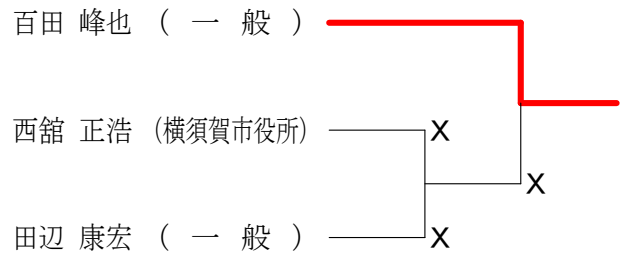 百田 峰也 ( 一 般 )
西舘 正浩 (横須賀市役所) X
X
田辺 康宏 ( 一 般 ) X